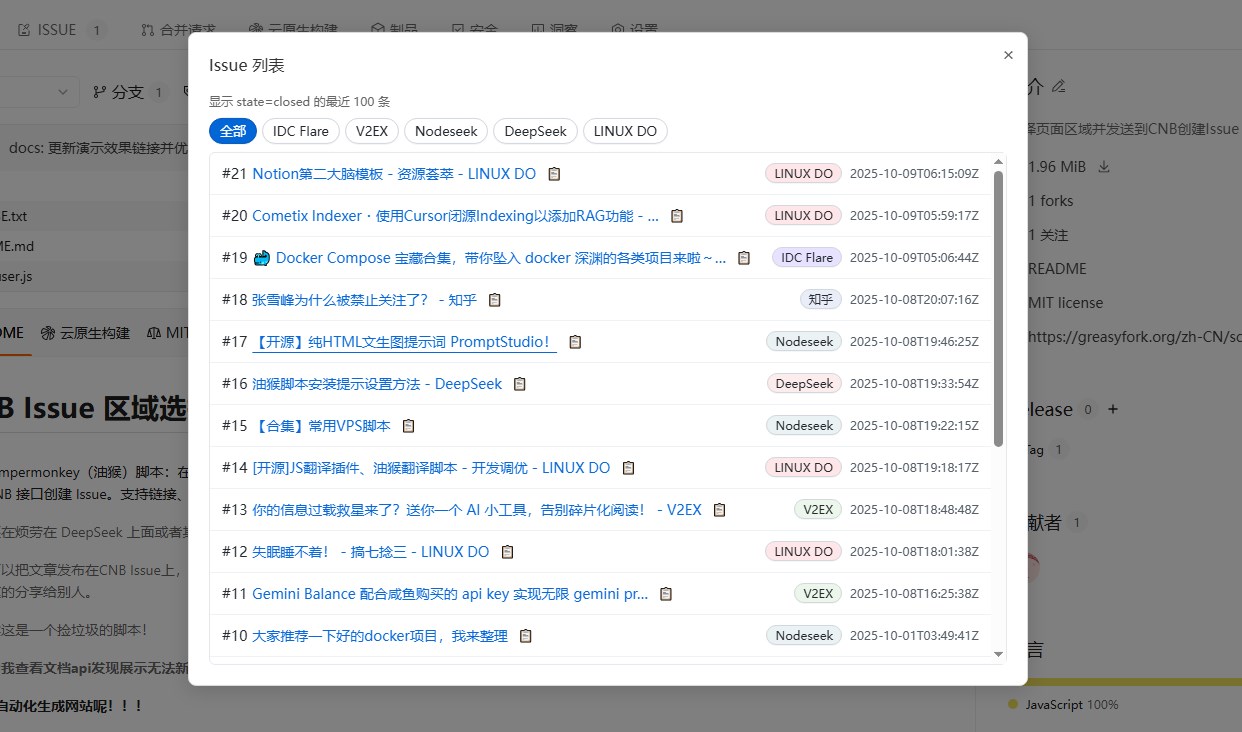 ISSUE 1 合并请求 云原生构建 制品 安全 洞察 设置
分支 1
docs: 更新演示效果链接并优
E.txt
ME.md
user.js
OME 云原生构建 MIT
B Issue 区域选
mpermonkey（油猴）脚本：在
NB 接口创建 Issue。支持链接、
在烦劳在 DeepSeek 上面或者
以把文章发布在CNB Issue上，
的分享给别人。
这是一个捡垃圾的脚本！
我查看文档api发现展示无法新
自动化生成网站呢！！！
Issue 列表
显示 state=closed 的最近 100 条
全部 IDC Flare V2EX Nodeseek DeepSeek LINUX DO
#21 Notion第二大脑模板 - 资源荟萃 - LINUX DO LINUX DO 2025-10-09T06:15:09Z
#20 Cometix Indexer · 使用Cursor闭源Indexing以添加RAG功能 - ... LINUX DO 2025-10-09T05:59:17Z
#19 Docker Compose 宝藏合集，带你坠入 docker 深渊的各类项目来啦～... IDC Flare 2025-10-09T05:06:44Z
#18 张雪峰为什么被禁止关注了？ - 知乎 知乎 2025-10-08T20:07:16Z
#17 【开源】纯HTML文生图提示词 PromptStudio！ Nodeseek 2025-10-08T19:46:25Z
#16 油猴脚本安装提示设置方法 - DeepSeek DeepSeek 2025-10-08T19:33:54Z
#15 【合集】常用VPS脚本 Nodeseek 2025-10-08T19:22:15Z
#14 [开源]JS翻译插件、油猴翻译脚本 - 开发调优 - LINUX DO LINUX DO 2025-10-08T19:18:17Z
#13 你的信息过载救星来了？送你一个 AI 小工具，告别碎片化阅读！ - V2EX V2EX 2025-10-08T18:48:48Z
#12 失眠睡不着！ - 搞七捻三 - LINUX DO LINUX DO 2025-10-08T18:01:38Z
#11 Gemini Balance 配合咸鱼购买的 api key 实现无限 gemini pr... V2EX 2025-10-08T16:25:38Z
#10 大家推荐一下好的docker项目，我来整理 Nodeseek 2025-10-01T03:49:41Z
介
择页面区域并发送到CNB创建Issue
1.96 MiB
1 forks
1 关注
README
MIT license
https://greasyfork.org/zh-CN/sc
elease 0 +
Tag 1
献者 1
言
JavaScript 100%